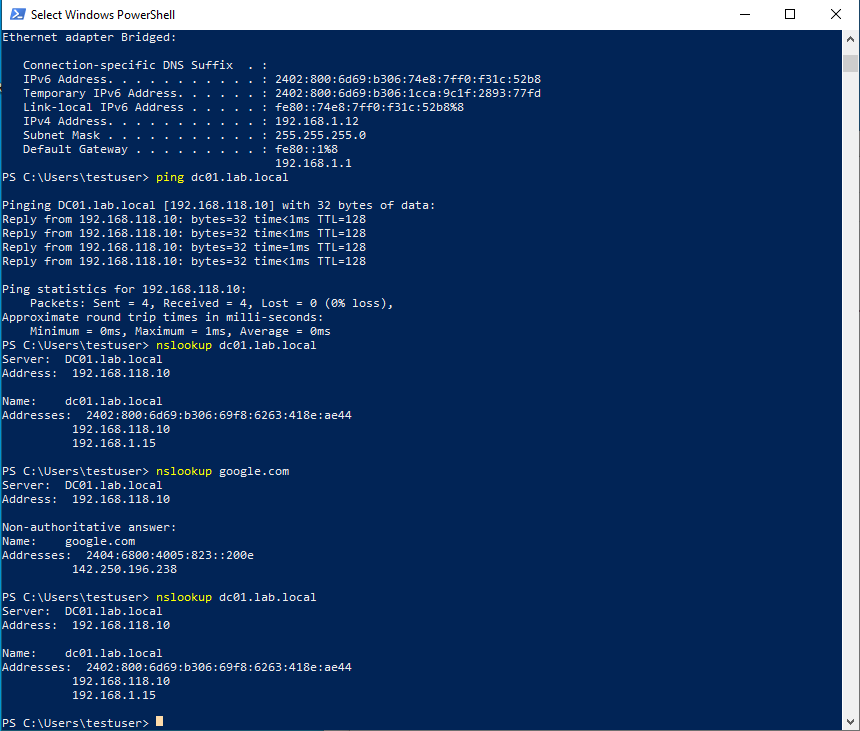 Select Windows PowerShell
Ethernet adapter Bridged:
Connection-specific DNS Suffix  . :
IPv6 Address. . . . . . . . . . . : 2402:800:6d69:b306:74e8:7ff0:f31c:52b8
Temporary IPv6 Address. . . . . . : 2402:800:6d69:b306:1cca:9c1f:2893:77fd
Link-local IPv6 Address . . . . . : fe80::74e8:7ff0:f31c:52b8%8
IPv4 Address. . . . . . . . . . . : 192.168.1.12
Subnet Mask . . . . . . . . . . . : 255.255.255.0
Default Gateway . . . . . . . . . : fe80::1%8
192.168.1.1
PS C:\Users\testuser> ping dc01.lab.local
Pinging DC01.lab.local [192.168.118.10] with 32 bytes of data:
Reply from 192.168.118.10: bytes=32 time<1ms TTL=128
Reply from 192.168.118.10: bytes=32 time<1ms TTL=128
Reply from 192.168.118.10: bytes=32 time=1ms TTL=128
Reply from 192.168.118.10: bytes=32 time<1ms TTL=128
Ping statistics for 192.168.118.10:
Packets: Sent = 4, Received = 4, Lost = 0 (0% loss),
Approximate round trip times in milli-seconds:
Minimum = 0ms, Maximum = 1ms, Average = 0ms
PS C:\Users\testuser> nslookup dc01.lab.local
Server:  DC01.lab.local
Address:  192.168.118.10
Name:    dc01.lab.local
Addresses:  2402:800:6d69:b306:69f8:6263:418e:ae44
192.168.118.10
192.168.1.15
PS C:\Users\testuser> nslookup google.com
Server:  DC01.lab.local
Address:  192.168.118.10
Non-authoritative answer:
Name:    google.com
Addresses:  2404:6800:4005:823::200e
142.250.196.238
PS C:\Users\testuser> nslookup dc01.lab.local
Server:  DC01.lab.local
Address:  192.168.118.10
Name:    dc01.lab.local
Addresses:  2402:800:6d69:b306:69f8:6263:418e:ae44
192.168.118.10
192.168.1.15
PS C:\Users\testuser>